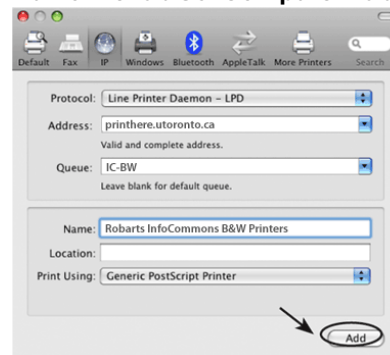 Default Fax IP Windows Bluetooth AppleTalk More Printers Search
Protocol: Line Printer Daemon - LPD
Address: printhere.utoronto.ca
Valid and complete address.
Queue: IC-BW
Leave blank for default queue.
Name: Robarts InfoCommons B&W Printers
Location:
Print Using: Generic PostScript Printer
Add